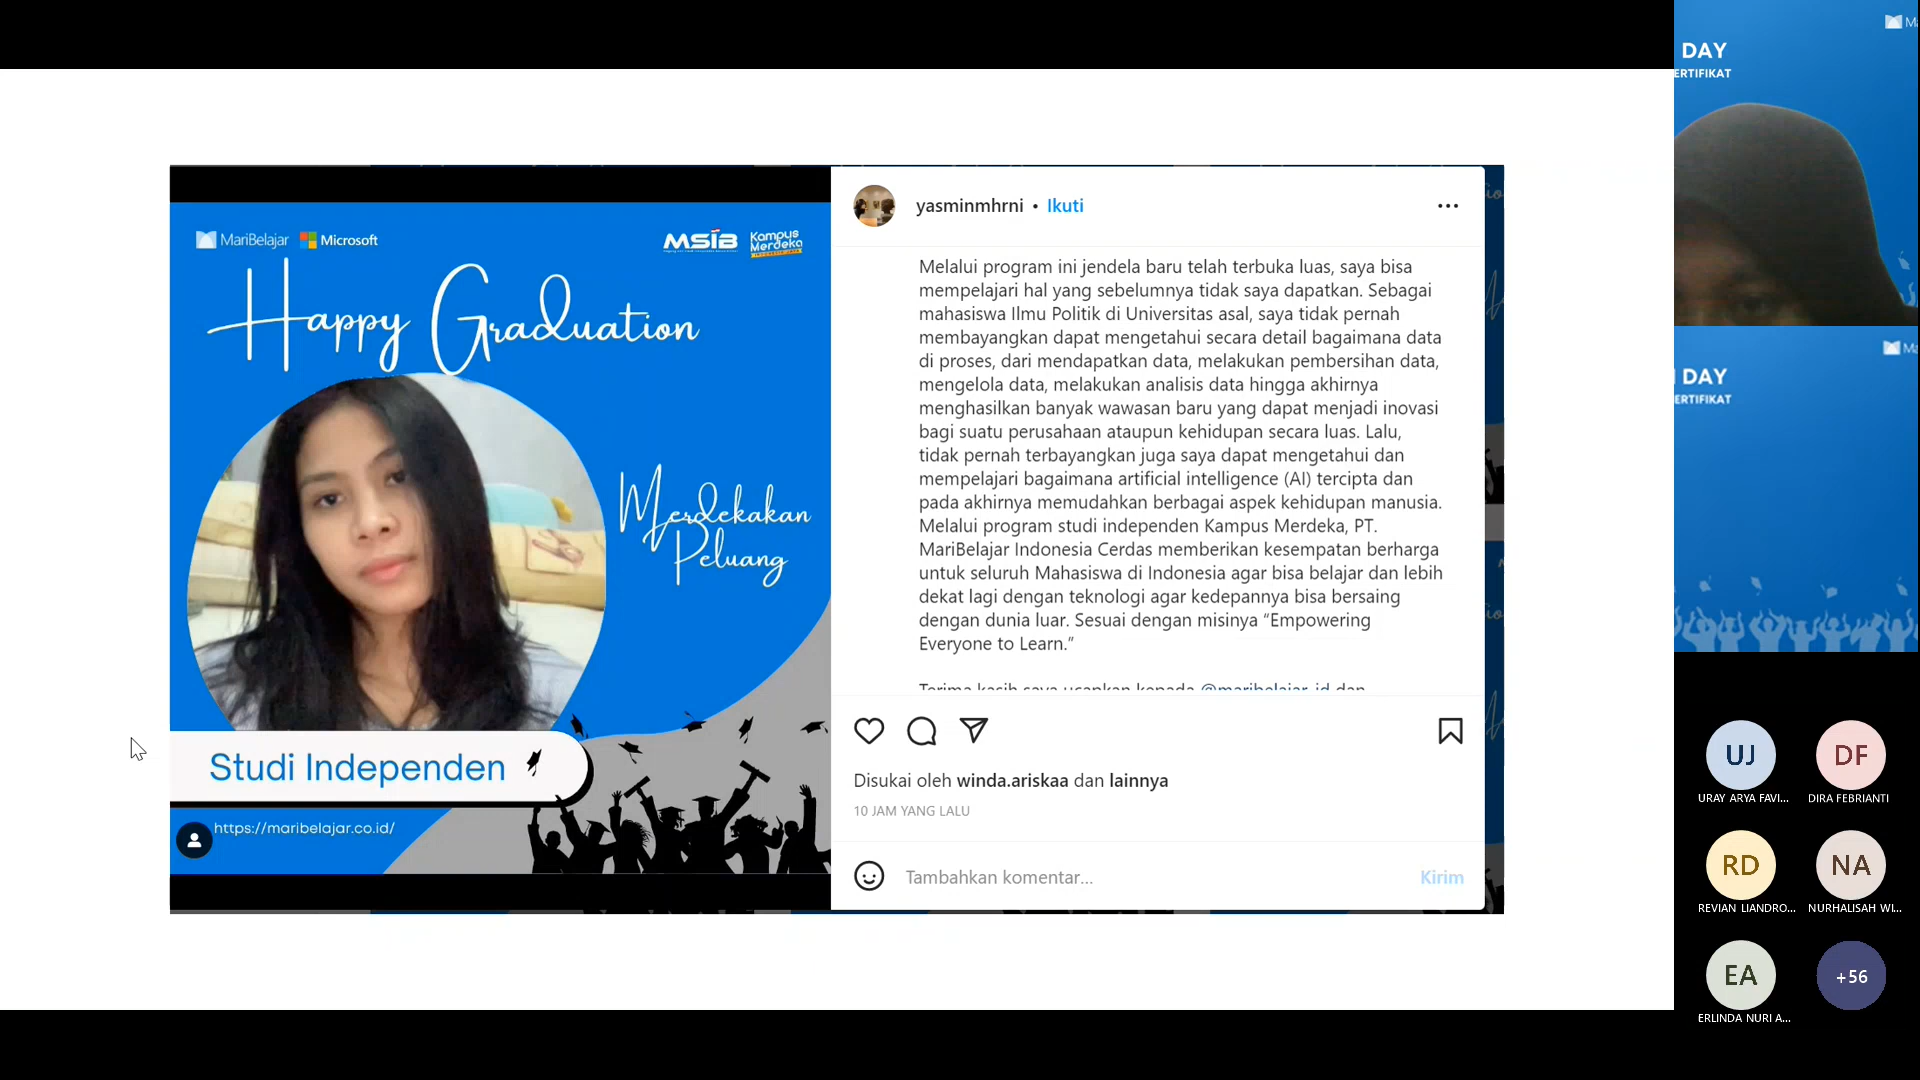 MariBelajar Microsoft
MSIB Kampus Merdeka
Happy Graduation
Merdekakan
Peluang
Studi Independen
https://maribelajar.co.id/
yasminmhrni • Ikuti
Melalui program ini jendela baru telah terbuka luas, saya bisa
mempelajari hal yang sebelumnya tidak saya dapatkan. Sebagai
mahasiswa Ilmu Politik di Universitas asal, saya tidak pernah
membayangkan dapat mengetahui secara detail bagaimana data
di proses, dari mendapatkan data, melakukan pembersihan data,
mengelola data, melakukan analisis data hingga akhirnya
menghasilkan banyak wawasan baru yang dapat menjadi inovasi
bagi suatu perusahaan ataupun kehidupan secara luas. Lalu,
tidak pernah terbayangkan juga saya dapat mengetahui dan
mempelajari bagaimana artificial intelligence (AI) tercipta dan
pada akhirnya memudahkan berbagai aspek kehidupan manusia.
Melalui program studi independen Kampus Merdeka, PT.
MariBelajar Indonesia Cerdas memberikan kesempatan berharga
untuk seluruh Mahasiswa di Indonesia agar bisa belajar dan lebih
dekat lagi dengan teknologi agar kedepannya bisa bersaing
dengan dunia luar. Sesuai dengan misinya “Empowering
Everyone to Learn.”
Terima kasih saya ucapkan kepada @maribelajar_id dan
Disukai oleh winda.ariskaa dan lainnya
10 JAM YANG LALU
Tambahkan komentar...
Kirim
DAY
ERTIFIKAT
DAY
ERTIFIKAT
UJ
URAY ARYA FAVI...
DF
DIRA FEBRIANTI
RD
REVIAN LIANDRO...
NA
NURHALISAH WI...
EA
ERLINDA NURI A...
+56